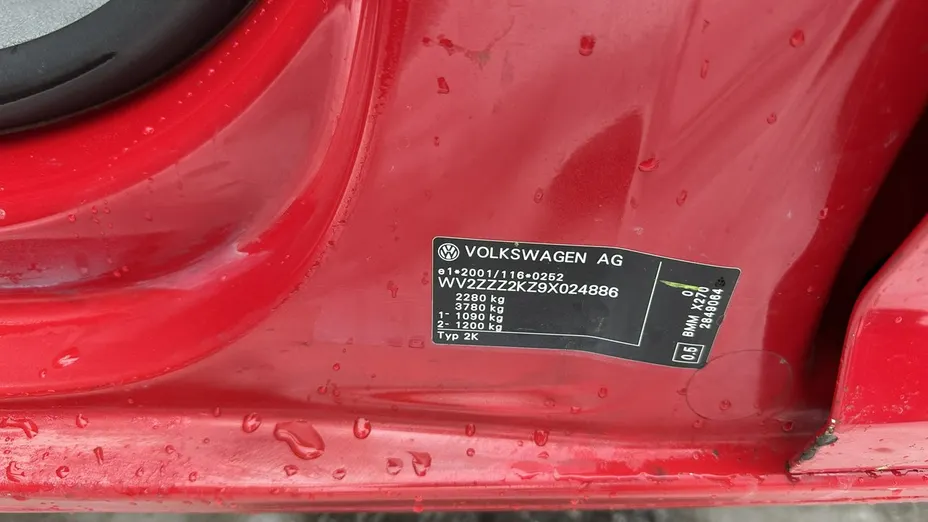 VOLKSWAGEN AG
e1*2001/116*0252
WV2ZZZ2KZ9X024886
2280 kg
3780 kg
1- 1090 kg
2- 1200 kg
Typ 2K
0.5
BMM X270
2849064
0